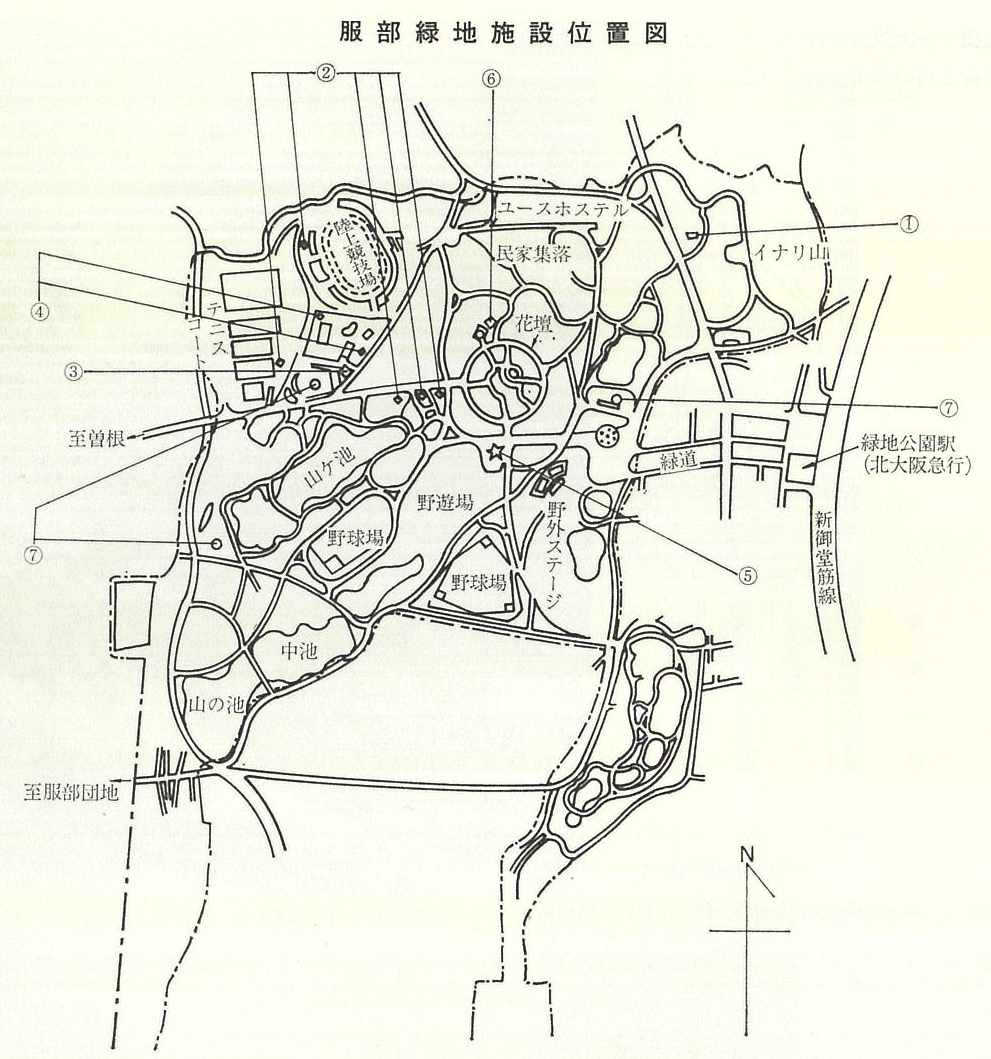 服部緑地施設位置図
②
⑥
ユースホステル
①
陸上競技場
民家集落
イナリ山
④
テニスコート
花壇
③
⑦
至曽根
緑地公園駅
(北大阪急行)
緑道
山ケ池
野遊場
野球場
野外ステージ
新御堂筋線
⑦
野球場
⑤
中池
山の池
至服部団地
N